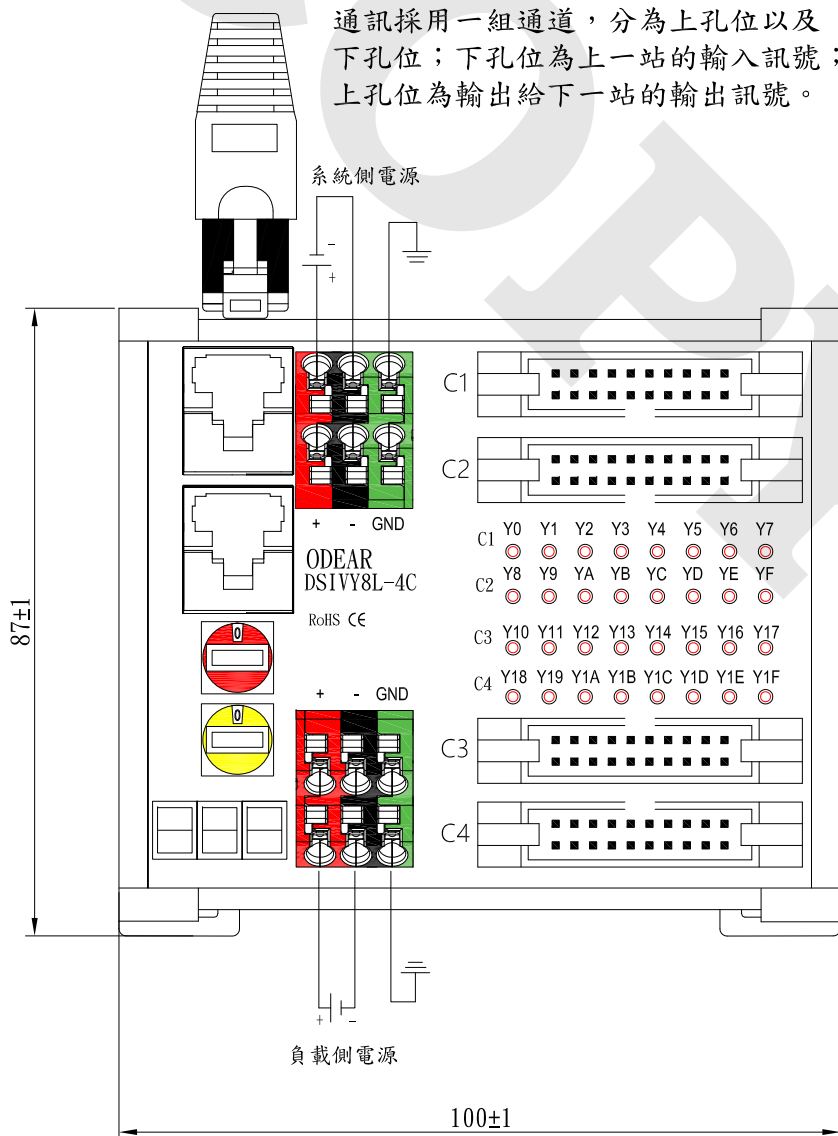 通訊採用一組通道，分為上孔位以及
下孔位；下孔位為上一站的輸入訊號；
上孔位為輸出給下一站的輸出訊號。
COPY
系統側電源
-
+
C1
C2
+ - GND
ODEAR
DSIVY8L-4C
RoHS CE
C1 Y0 Y1 Y2 Y3 Y4 Y5 Y6 Y7
C2 Y8 Y9 YA YB YC YD YE YF
C3 Y10 Y11 Y12 Y13 Y14 Y15 Y16 Y17
C4 Y18 Y19 Y1A Y1B Y1C Y1D Y1E Y1F
0
0
+ - GND
C3
C4
87±1
+ -
負載側電源
100±1